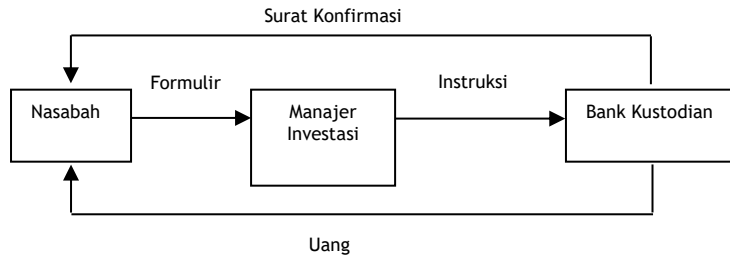 Surat Konfirmasi
Formulir
Instruksi
Nasabah
Manajer
Investasi
Bank Kustodian
Uang